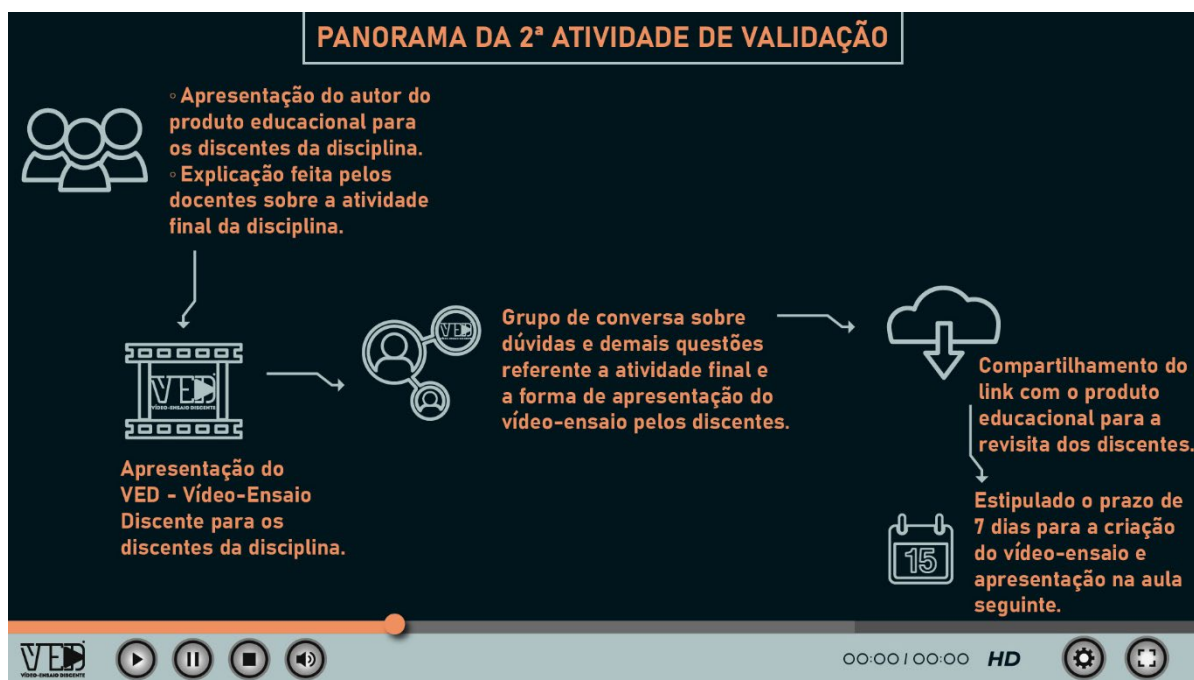 PANORAMA DA 2ª ATIVIDADE DE VALIDAÇÃO
◦ Apresentação do autor do
produto educacional para
os discentes da disciplina.
◦ Explicação feita pelos
docentes sobre a atividade
final da disciplina.
VED
VÍDEO-ENSAIO DISCENTE
Apresentação do
VED - Vídeo-Ensaio
Discente para os
discentes da disciplina.
VED
Grupo de conversa sobre
dúvidas e demais questões
referente a atividade final e
a forma de apresentação do
vídeo-ensaio pelos discentes.
Compartilhamento do
link com o produto
educacional para a
revisita dos discentes.
15
Estipulado o prazo de
7 dias para a criação
do vídeo-ensaio e
apresentação na aula
seguinte.
VED
VÍDEO-ENSAIO DISCENTE
00:00 / 00:00 HD